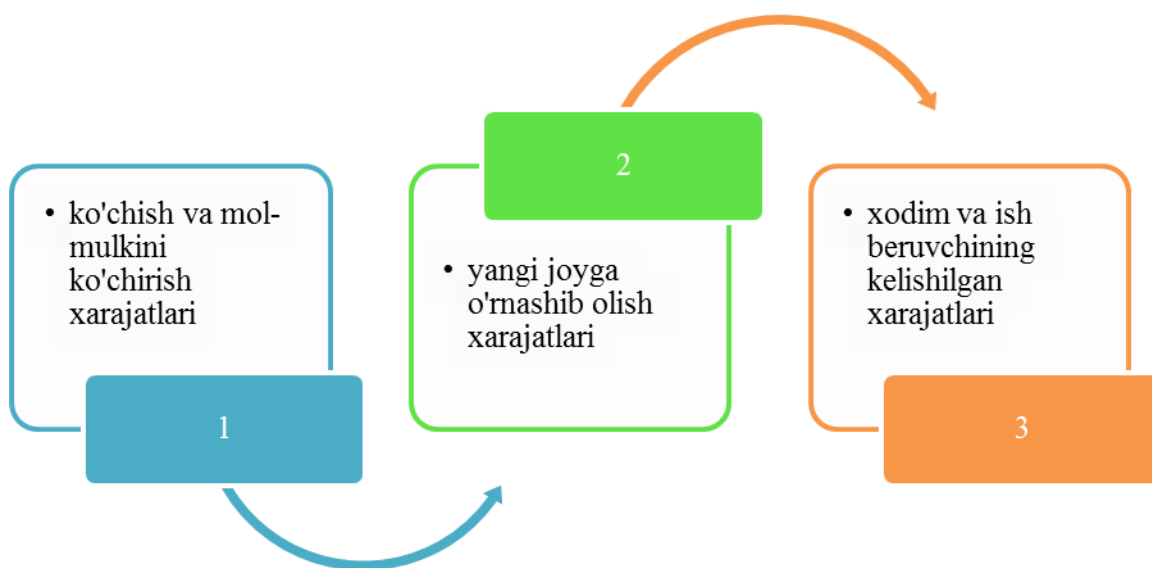 • ko'chish va mol-
mulkini
ko'chirish
xarajatlari
1
2
• yangi joyga
o'rnashib olish
xarajatlari
• xodim va ish
beruvchining
kelishilgan
xarajatlari
3